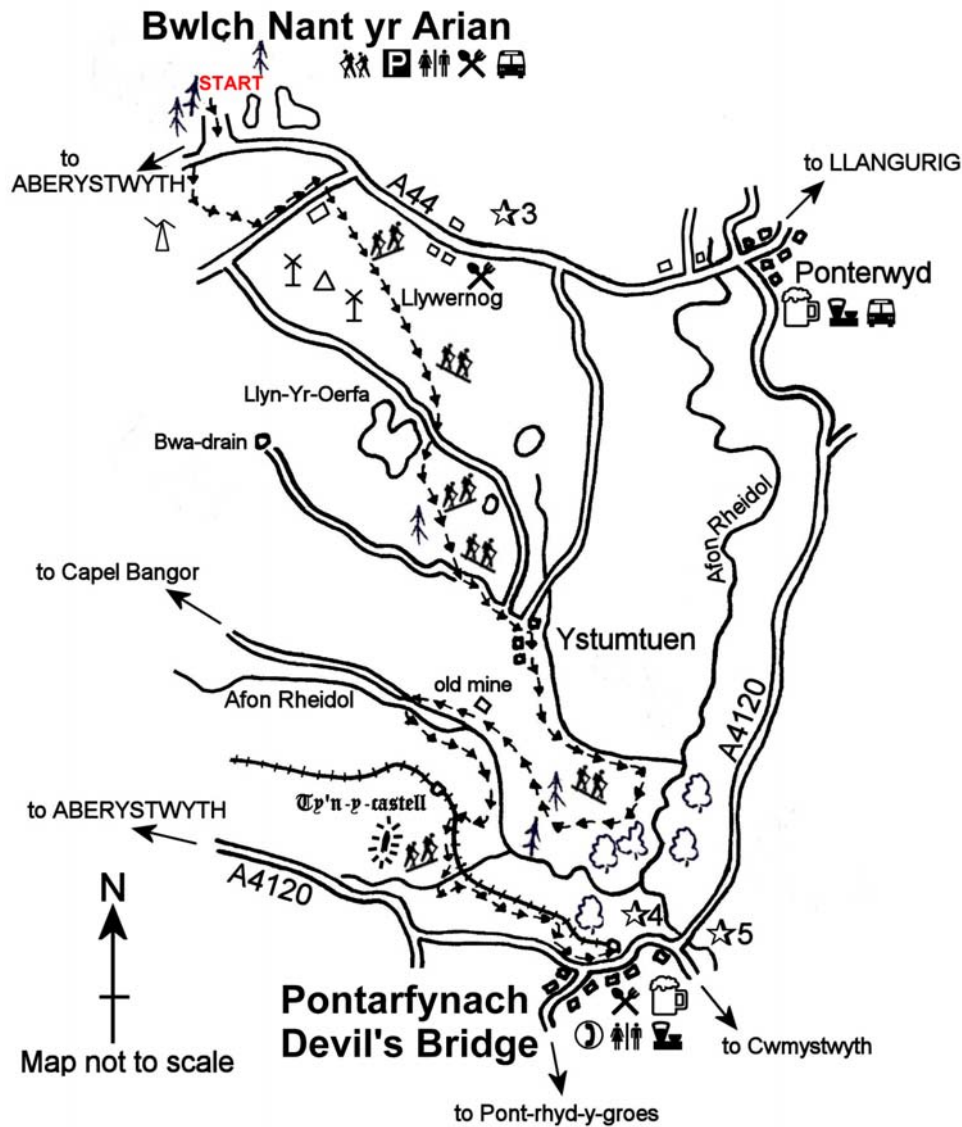 Bwlch Nant yr Arian
P
START
to
ABERYSTWYTH
to LLANGURIG
A44
3
Ponterwyd
Llywernog
Llyn-Yr-Oerfa
Bwa-drain
Afon Rheidol
to Capel Bangor
Ystumtuen
old mine
Afon Rheidol
A4120
Ty'n-y-castell
to ABERYSTWYTH
A4120
N
4
5
Pontarfynach
Devil's Bridge
Map not to scale
to Cwmystwyth
to Pont-rhyd-y-groes